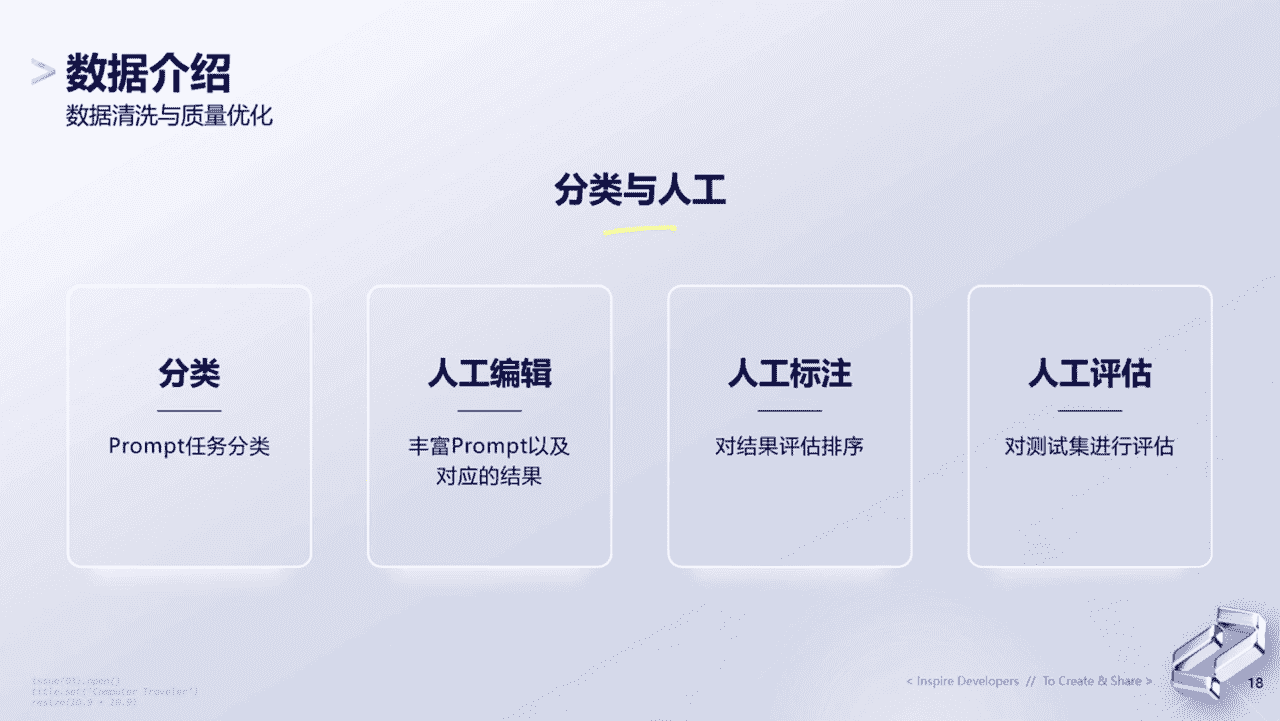 数据介绍
数据清洗与质量优化
分类与人工
分类
Prompt任务分类
人工编辑
丰富Prompt以及
对应的结果
人工标注
对结果评估排序
人工评估
对测试集进行评估
< Inspire Developers // To Create & Share >
18
title.set("Computer Traveler")